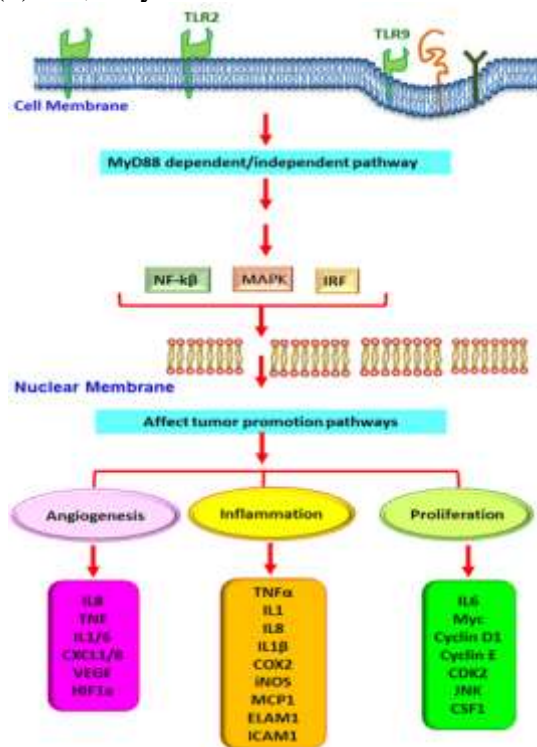 TLR2
TLR9
Cell Membrane
MyD88 dependent/independent pathway
NF-kβ
MAPK
IRF
Nuclear Membrane
Affect tumor promotion pathways
Angiogenesis
Inflammation
Proliferation
IL8
TNF
IL1/6
CXCL1/8
VEGF
HIF1α
TNFα
IL1
IL8
IL1β
COX2
iNOS
MCP1
ELAM1
ICAM1
IL6
Myc
Cyclin D1
Cyclin E
CDK2
JNK
CSF1